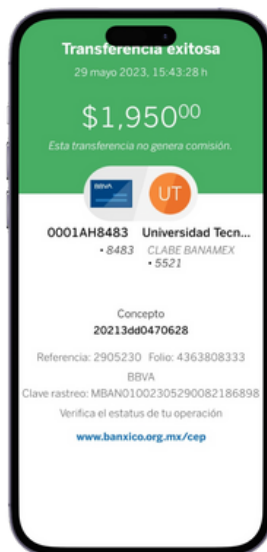 Transferencia exitosa
29 mayo 2023, 15:43:28 h
$1,950⁰⁰
Esta transferencia no genera comisión.
BBVA
UT
0001AH8483 Universidad Tecn...
• 8483 CLABE BANAMEX
• 5521
Concepto
20213dd0470628
Referencia: 2905230 Folio: 4363808333
BBVA
Clave rastreo: MBAN01002305290082186898
Verifica el estatus de tu operación
www.banxico.org.mx/cep